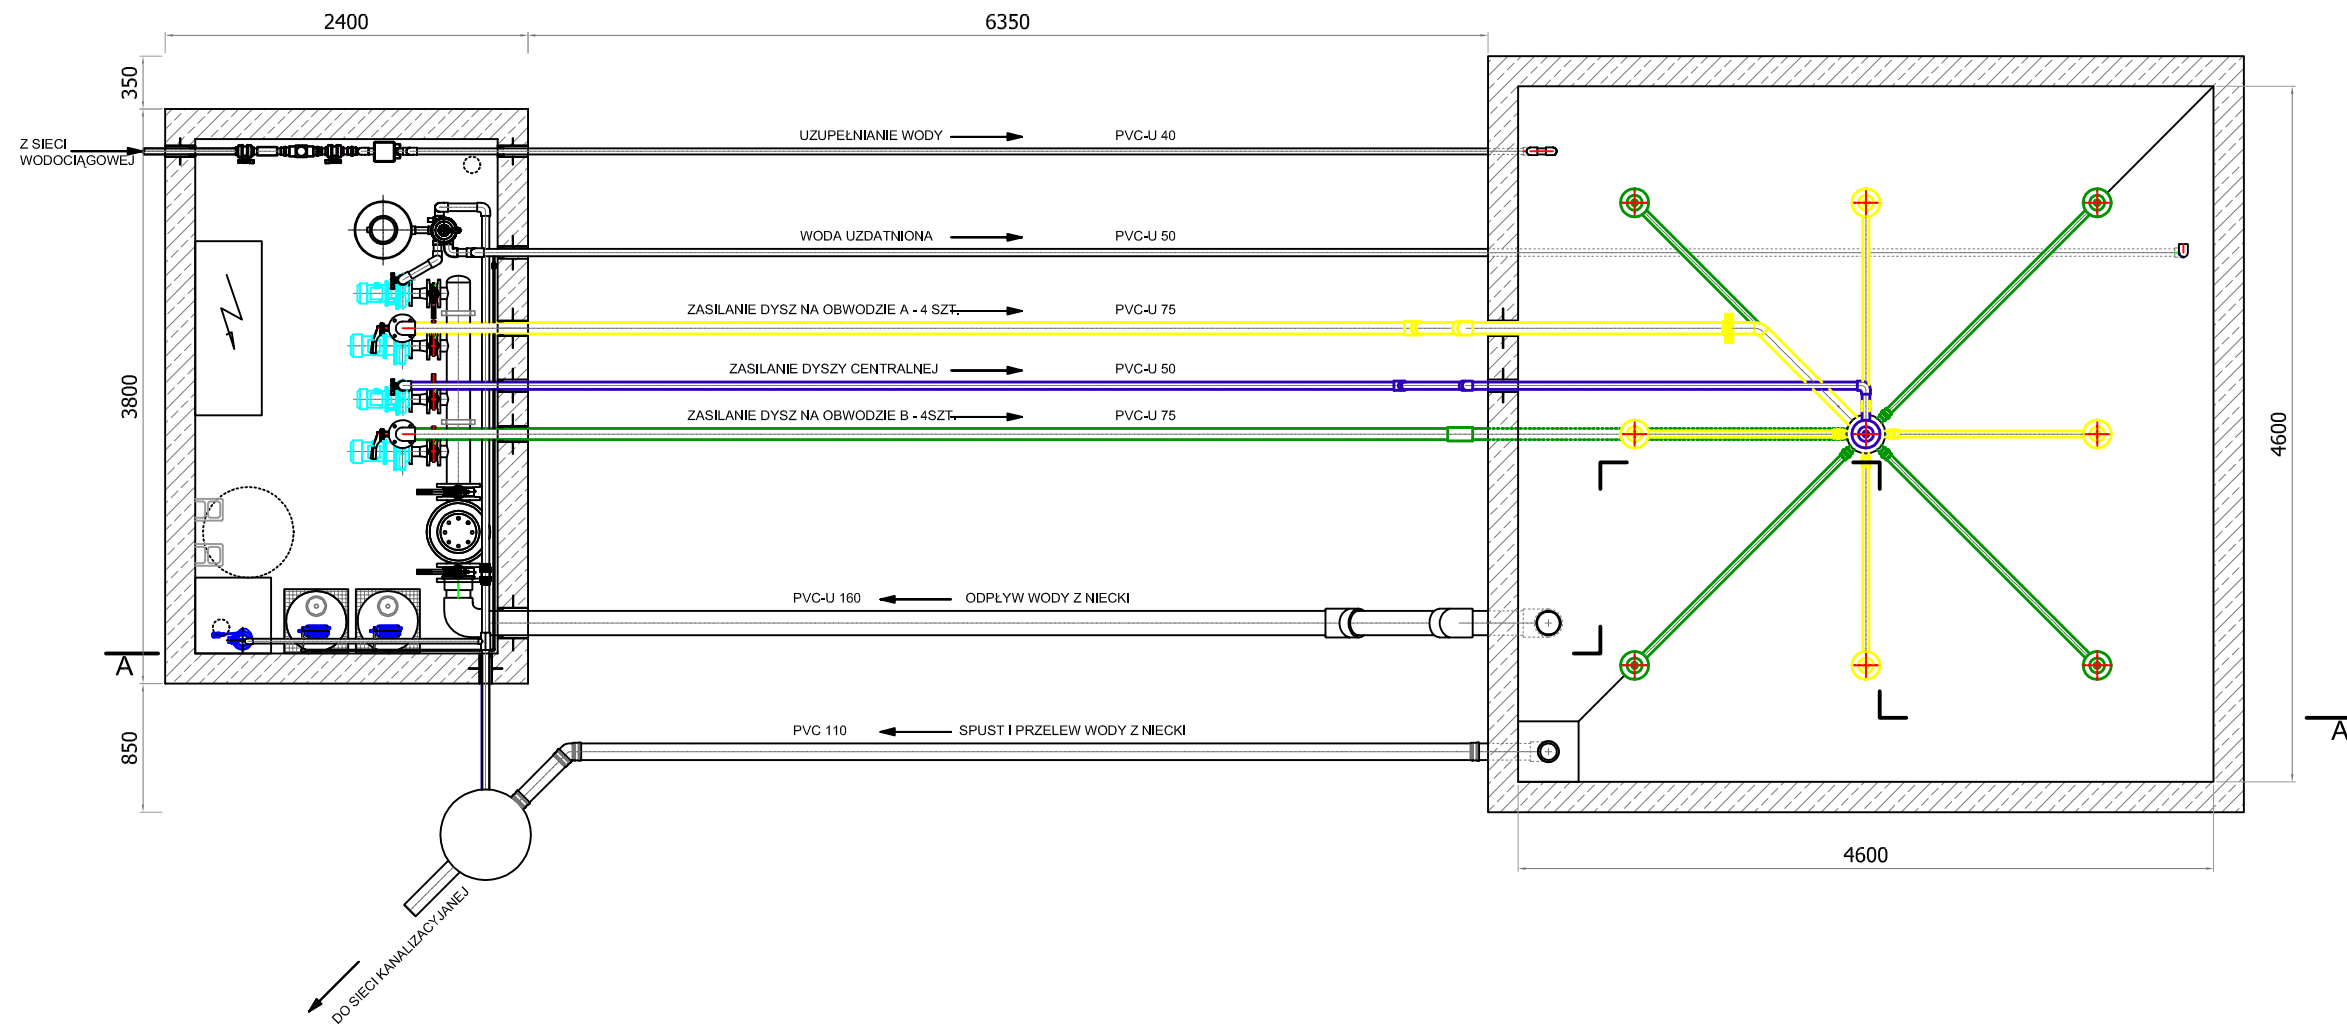 2400
6350
350
Z SIECI
WODOCIĄGOWEJ
UZUPEŁNIANIE WODY
PVC-U 40
WODA UZDATNIONA
PVC-U 50
ZASILANIE DYSZ NA OBWODZIE A - 4 SZT.
PVC-U 75
ZASILANIE DYSZY CENTRALNEJ
PVC-U 50
3800
ZASILANIE DYSZ NA OBWODZIE B - 4SZT.
PVC-U 75
4600
PVC-U 160
ODPŁYW WODY Z NIECKI
A
850
PVC 110
SPUST I PRZELEW WODY Z NIECKI
A
4600
DO SIECI KANALIZACYJANEJ